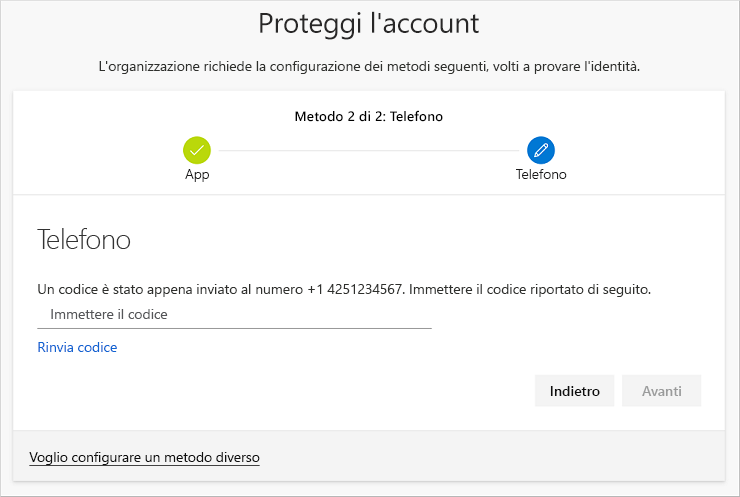 Proteggi l'account
L'organizzazione richiede la configurazione dei metodi seguenti, volti a provare l'identità.
Metodo 2 di 2: Telefono
App
Telefono
Telefono
Un codice è stato appena inviato al numero +1 4251234567. Immettere il codice riportato di seguito.
Immettere il codice
Rinvia codice
Indietro
Avanti
Voglio configurare un metodo diverso